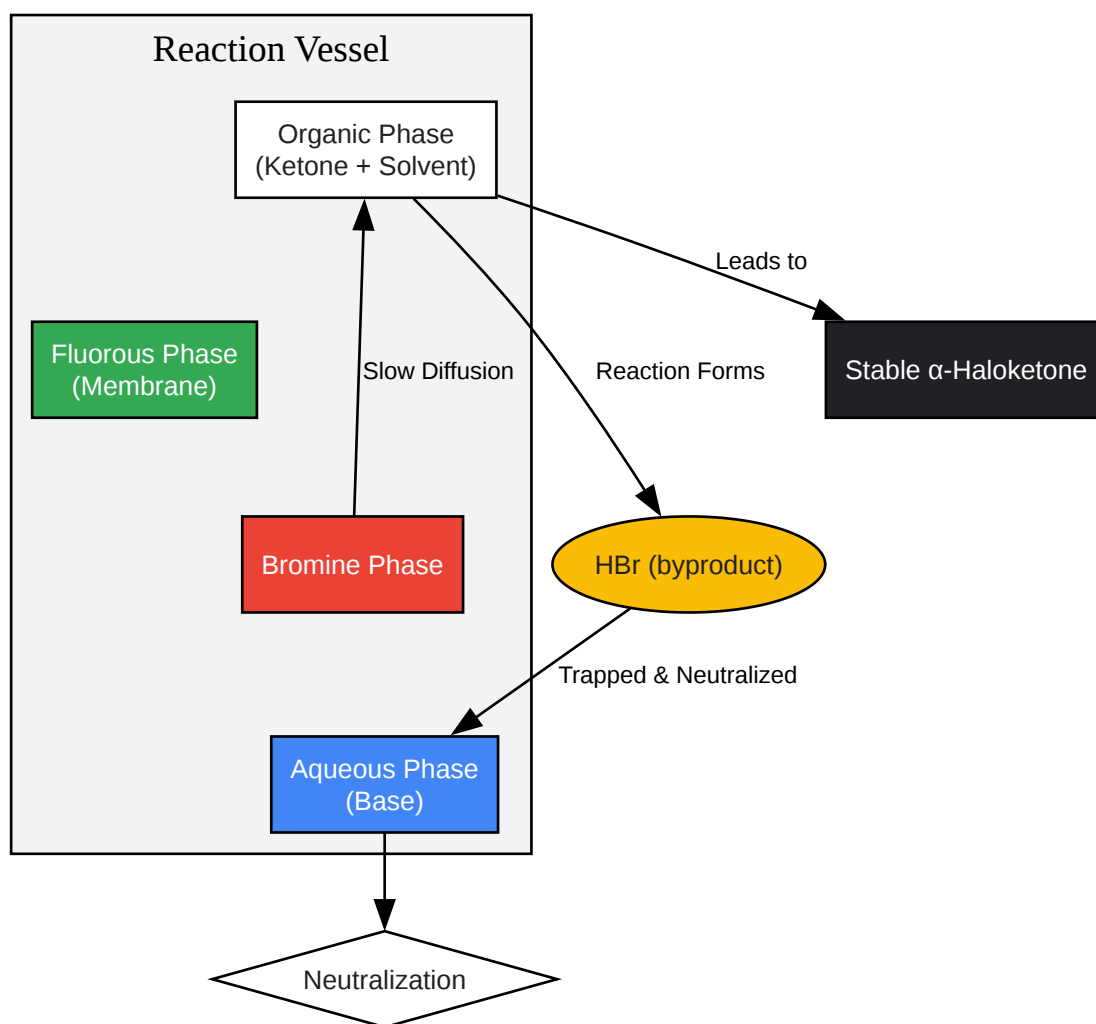 Reaction Vessel
Organic Phase
(Ketone + Solvent)
Leads to
Fluorous Phase
(Membrane)
Slow Diffusion
Reaction Forms
Stable α-Haloketone
Bromine Phase
HBr (byproduct)
Trapped & Neutralized
Aqueous Phase
(Base)
Neutralization